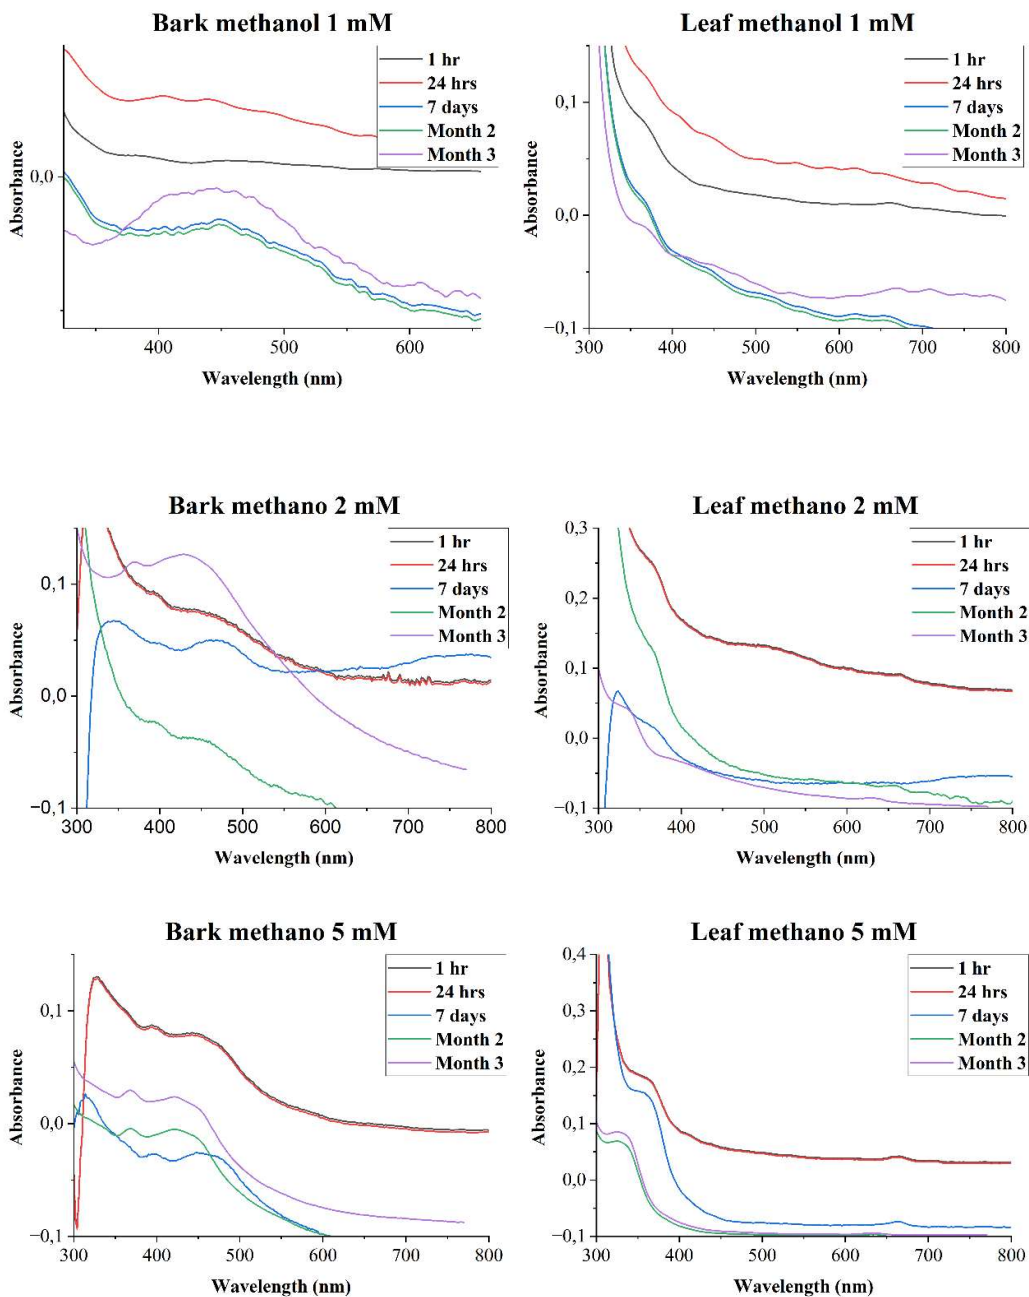 Bark methanol 1 mM
1 hr
24 hrs
7 days
Month 2
Month 3
0,0
Absorbance
400 500 600
Wavelength (nm)
Leaf methanol 1 mM
1 hr
24 hrs
7 days
Month 2
Month 3
0,1
0,0
−0,1
Absorbance
300 400 500 600 700 800
Wavelength (nm)
Bark methano 2 mM
1 hr
24 hrs
7 days
Month 2
Month 3
0,1
0,0
−0,1
Absorbance
300 400 500 600 700 800
Wavelength (nm)
Leaf methano 2 mM
1 hr
24 hrs
7 days
Month 2
Month 3
0,3
0,2
0,1
0,0
−0,1
Absorbance
300 400 500 600 700 800
Wavelength (nm)
Bark methano 5 mM
1 hr
24 hrs
7 days
Month 2
Month 3
0,1
0,0
−0,1
Absorbance
300 400 500 600 700 800
Wavelength (nm)
Leaf methano 5 mM
1 hr
24 hrs
7 days
Month 2
Month 3
0,4
0,3
0,2
0,1
0,0
−0,1
Absorbance
300 400 500 600 700 800
Wavelength (nm)